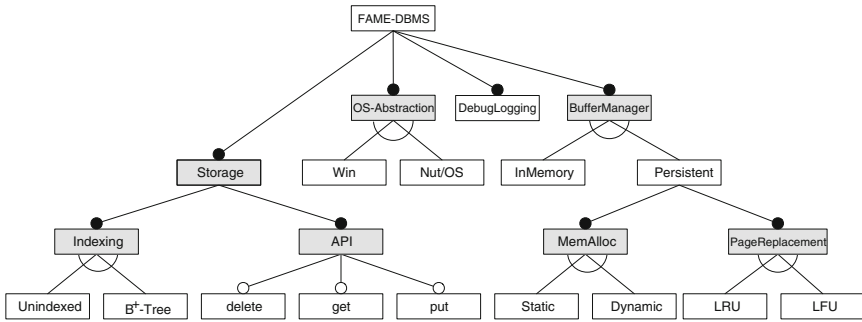 FAME-DBMS
OS-Abstraction DebugLogging BufferManager
Storage Win Nut/OS InMemory Persistent
Indexing API MemAlloc PageReplacement
Unindexed B+-Tree delete get put Static Dynamic LRU LFU